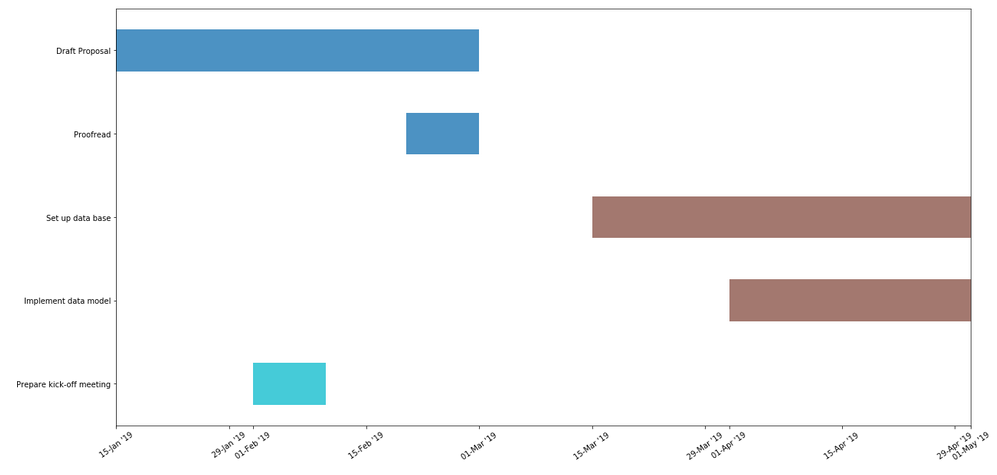 Draft Proposal
Proofread
Set up data base
Implement data model
Prepare kick-off meeting
15-Jan '19
29-Jan '19
01-Feb '19
15-Feb '19
01-Mar '19
15-Mar '19
29-Mar '19
01-Apr '19
15-Apr '19
29-Apr '19
01-May '19